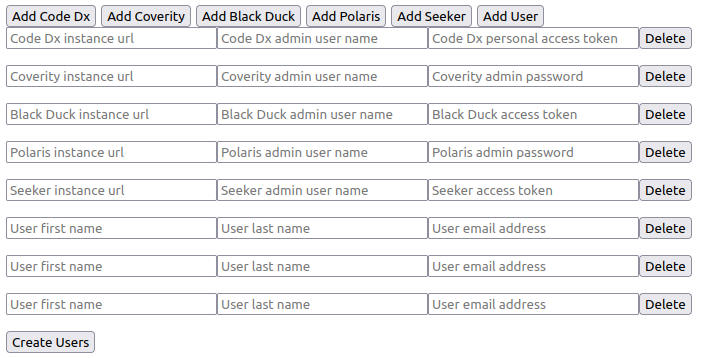 Add Code Dx Add Coverity Add Black Duck Add Polaris Add Seeker Add User
Code Dx instance url Code Dx admin user name Code Dx personal access token Delete
Coverity instance url Coverity admin user name Coverity admin password Delete
Black Duck instance url Black Duck admin user name Black Duck access token Delete
Polaris instance url Polaris admin user name Polaris admin password Delete
Seeker instance url Seeker admin user name Seeker access token Delete
User first name User last name User email address Delete
User first name User last name User email address Delete
User first name User last name User email address Delete
Create Users